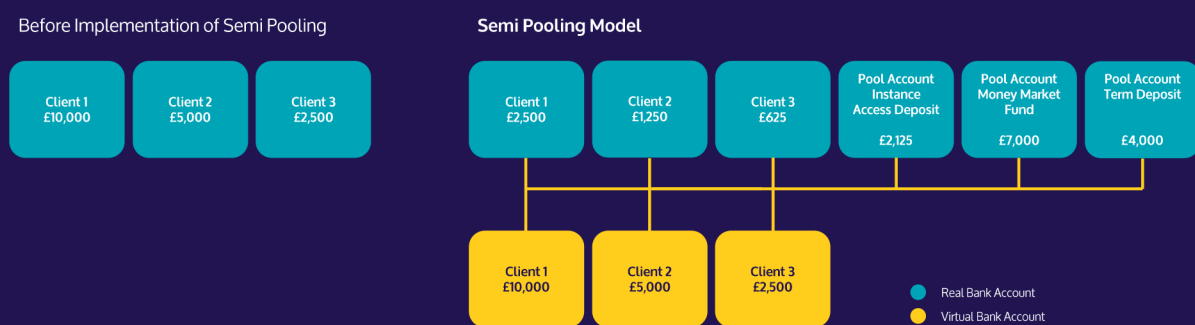 Before Implementation of Semi Pooling
Semi Pooling Model
Client 1
£10,000
Client 2
£5,000
Client 3
£2,500
Client 1
£2,500
Client 2
£1,250
Client 3
£625
Pool Account
Instance
Access Deposit
£2,125
Pool Account
Money Market
Fund
£7,000
Pool Account
Term Deposit
£4,000
Client 1
£10,000
Client 2
£5,000
Client 3
£2,500
Real Bank Account
Virtual Bank Account